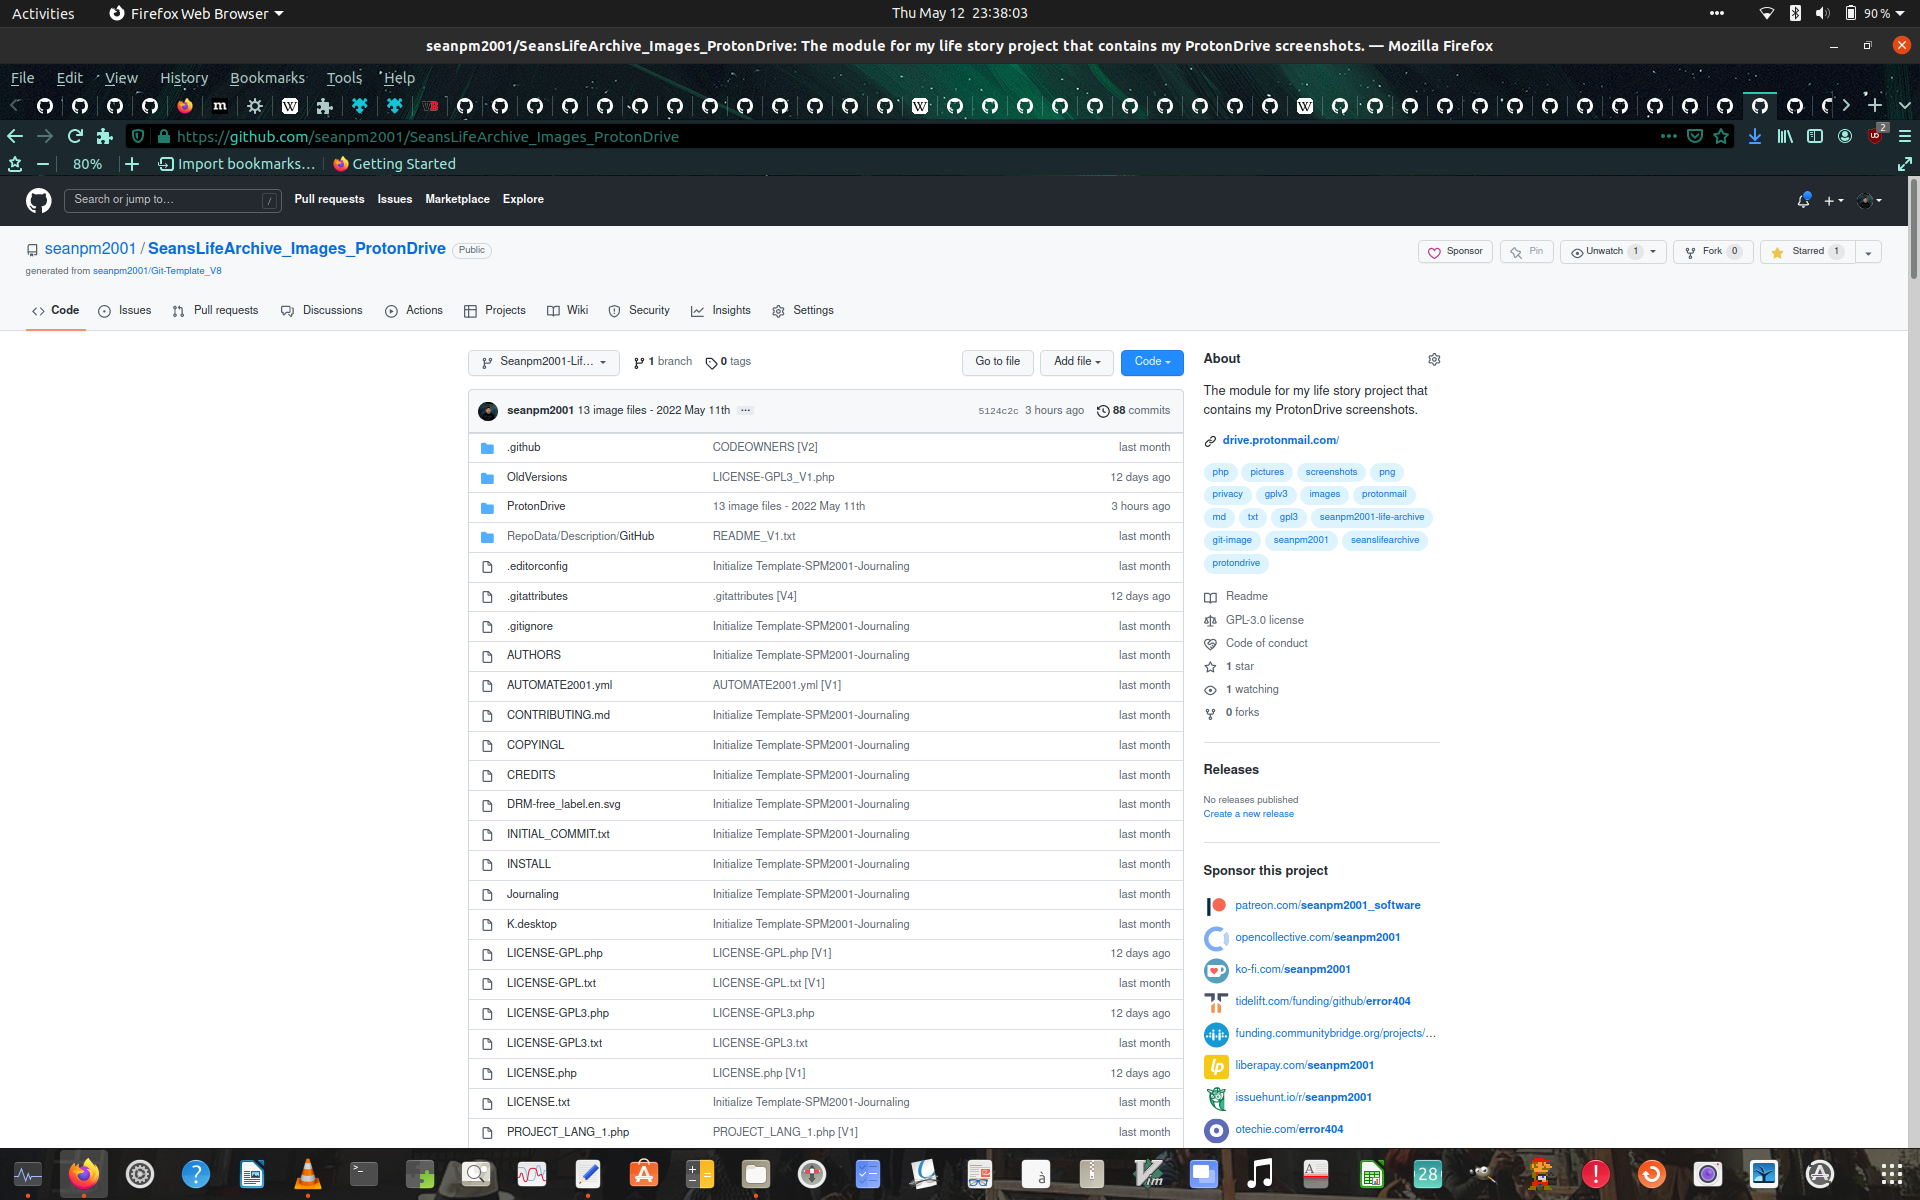 Activities
Firefox Web Browser
Thu May 12 23:38:03
90 %
seanpm2001/SeansLifeArchive_Images_ProtonDrive: The module for my life story project that contains my ProtonDrive screenshots. — Mozilla Firefox
File Edit View History Bookmarks Tools Help
https://github.com/seanpm2001/SeansLifeArchive_Images_ProtonDrive
2
80%
Import bookmarks...
Getting Started
Search or jump to...
/
Pull requests Issues Marketplace Explore
seanpm2001 / SeansLifeArchive_Images_ProtonDrive Public
generated from seanpm2001/Git-Template_V8
Sponsor
Pin
Unwatch 1
Fork 0
Starred 1
Code Issues Pull requests Discussions Actions Projects Wiki Security Insights Settings
Seanpm2001-Lif...
1 branch
0 tags
Go to file
Add file
Code
seanpm2001 13 image files - 2022 May 11th
5124c2c 3 hours ago
88 commits
.github CODEOWNERS [V2] last month
OldVersions LICENSE-GPL3_V1.php 12 days ago
ProtonDrive 13 image files - 2022 May 11th 3 hours ago
RepoData/Description/GitHub README_V1.txt last month
.editorconfig Initialize Template-SPM2001-Journaling last month
.gitattributes .gitattributes [V4] 12 days ago
.gitignore Initialize Template-SPM2001-Journaling last month
AUTHORS Initialize Template-SPM2001-Journaling last month
AUTOMATE2001.yml AUTOMATE2001.yml [V1] last month
CONTRIBUTING.md Initialize Template-SPM2001-Journaling last month
COPYINGL Initialize Template-SPM2001-Journaling last month
CREDITS Initialize Template-SPM2001-Journaling last month
DRM-free_label.en.svg Initialize Template-SPM2001-Journaling last month
INITIAL_COMMIT.txt Initialize Template-SPM2001-Journaling last month
INSTALL Initialize Template-SPM2001-Journaling last month
Journaling Initialize Template-SPM2001-Journaling last month
K.desktop Initialize Template-SPM2001-Journaling last month
LICENSE-GPL.php LICENSE-GPL.php [V1] 12 days ago
LICENSE-GPL.txt LICENSE-GPL.txt [V1] last month
LICENSE-GPL3.php LICENSE-GPL3.php 12 days ago
LICENSE-GPL3.txt LICENSE-GPL3.txt last month
LICENSE.php LICENSE.php [V1] 12 days ago
LICENSE.txt Initialize Template-SPM2001-Journaling last month
PROJECT_LANG_1.php PROJECT_LANG_1.php [V1] last month
About
The module for my life story project that
contains my ProtonDrive screenshots.
drive.protonmail.com/
php pictures screenshots png
privacy gplv3 images protonmail
md txt gpl3 seanpm2001-life-archive
git-image seanpm2001 seanslifearchive
protondrive
Readme
GPL-3.0 license
Code of conduct
1 star
1 watching
0 forks
Releases
No releases published
Create a new release
Sponsor this project
patreon.com/seanpm2001_software
opencollective.com/seanpm2001
ko-fi.com/seanpm2001
tidelift.com/funding/github/error404
funding.communitybridge.org/projects/...
liberapay.com/seanpm2001
issuehunt.io/r/seanpm2001
otechie.com/error404
28